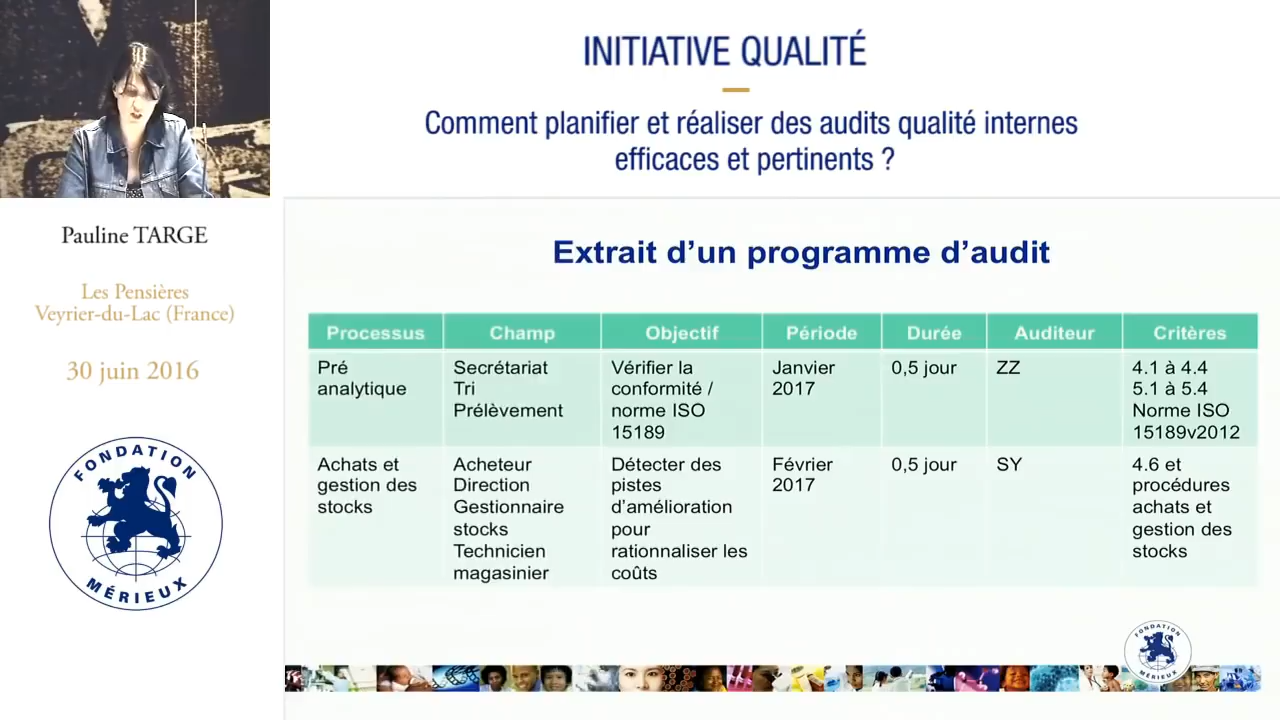 INITIATIVE QUALITÉ
Comment planifier et réaliser des audits qualité internes
efficaces et pertinents ?
Pauline TARGE
Les Pensières
Veyrier-du-Lac (France)
30 juin 2016
FONDATION
MÉRIEUX
Extrait d’un programme d’audit
Processus Champ Objectif Période Durée Auditeur Critères
Pré
analytique
Secrétariat
Tri
Prélèvement
Vérifier la
conformité /
norme ISO
15189
Janvier
2017
0,5 jour
ZZ
4.1 à 4.4
5.1 à 5.4
Norme ISO
15189v2012
Achats et
gestion des
stocks
Acheteur
Direction
Gestionnaire
stocks
Technicien
magasinier
Détecter des
pistes
d’amélioration
pour
rationnaliser les
coûts
Février
2017
0,5 jour
SY
4.6 et
procédures
achats et
gestion des
stocks
FONDATION
MÉRIEUX